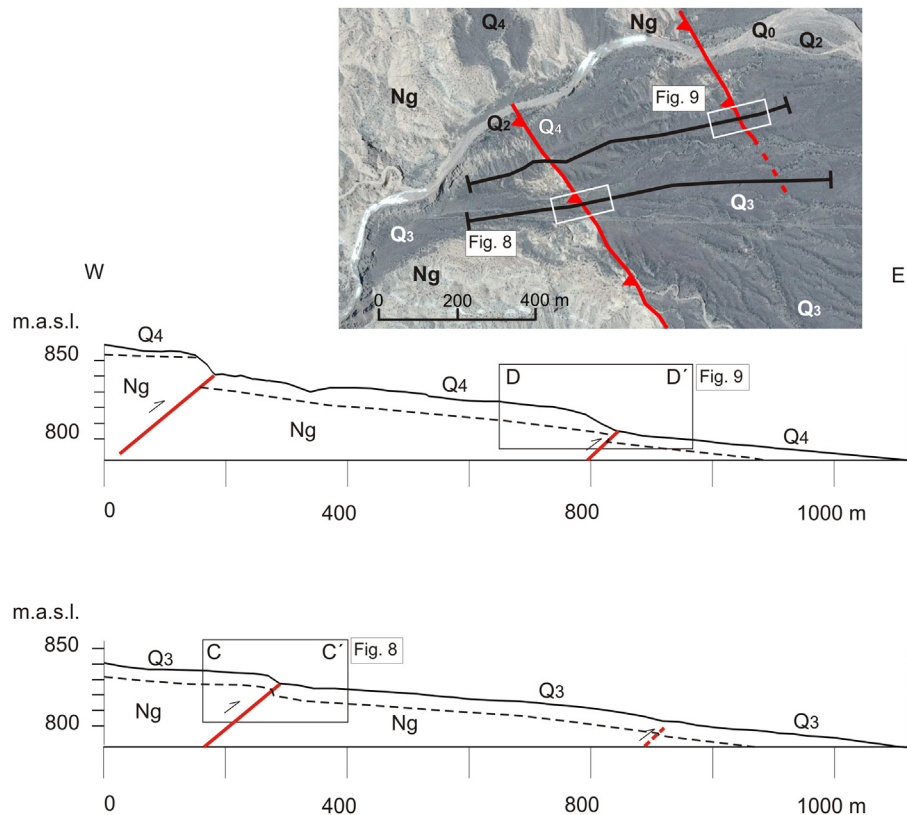 Q4 Ng Q0 Q2
Ng Fig. 9
Q2 Q4
Q3 Fig. 8 Q3
Ng
0 200 400 m Q3
W E
m.a.s.l.
Q4
850
Ng Q4 D D´ Fig. 9
800 Ng Q4
0 400 800 1000 m
m.a.s.l.
850
Q3 C C´ Fig. 8
Ng Ng Q3 Q3
800
0 400 800 1000 m